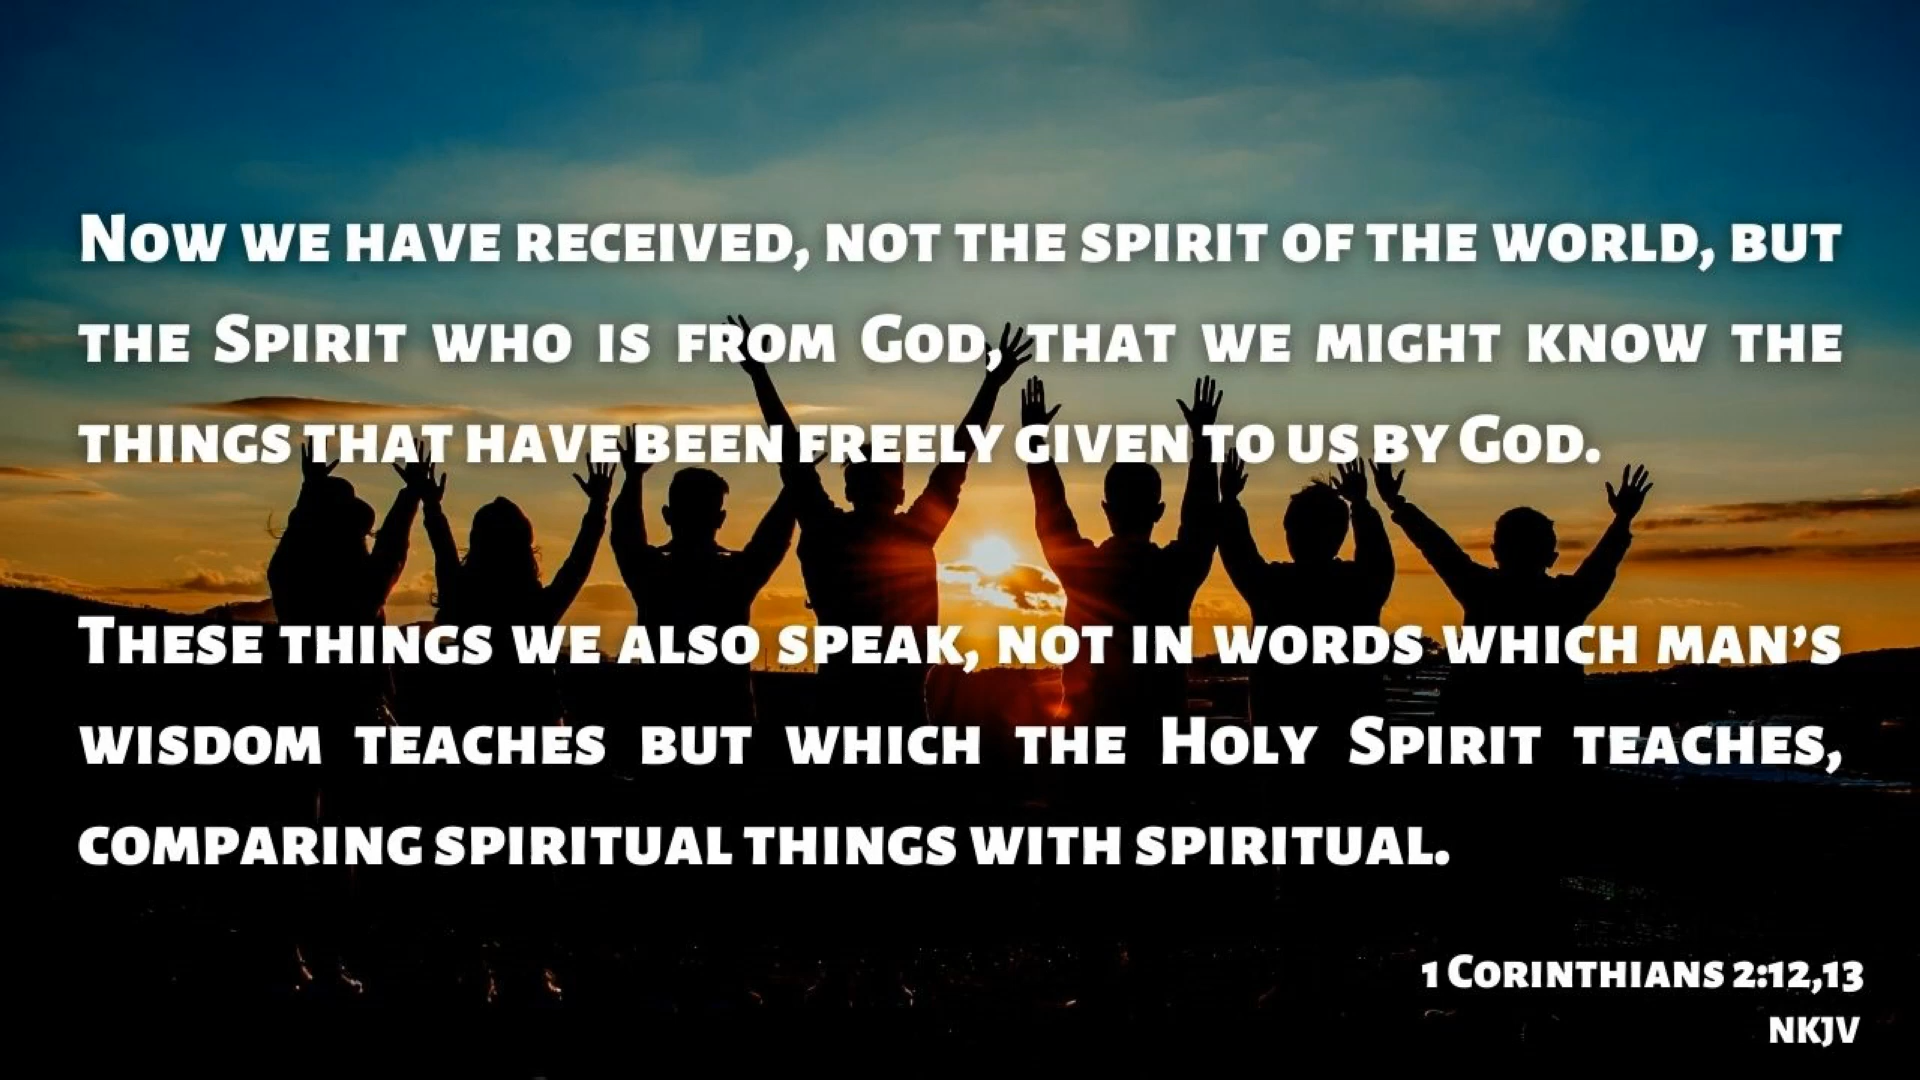 Now we have received, not the spirit of the world, but
the Spirit who is from God, that we might know the
things that have been freely given to us by God.
These things we also speak, not in words which man’s
wisdom teaches but which the Holy Spirit teaches,
comparing spiritual things with spiritual.
1 Corinthians 2:12,13
NKJV